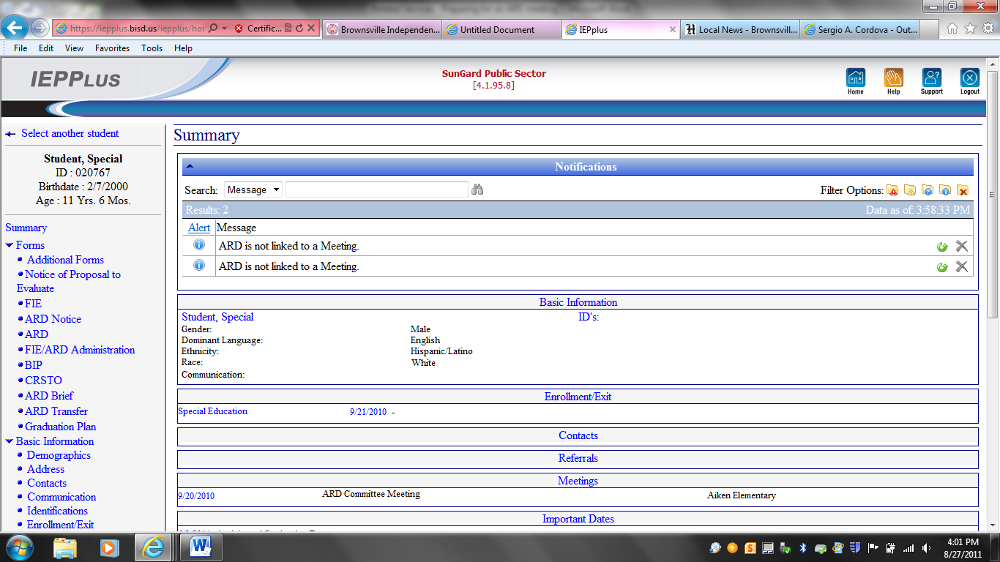 https://iepplus.bisd.us/iepplus/ho
Certific...
Brownsville Independen...
Untitled Document
IEPplus
Local News - Brownsvill...
Sergio A. Cordova - Out...
File Edit View Favorites Tools Help
IEPPLUS
SunGard Public Sector
[4.1.95.8]
Home Help Support Logout
Select another student
Student, Special
ID : 020767
Birthdate : 2/7/2000
Age : 11 Yrs. 6 Mos.
Summary
Forms
Additional Forms
Notice of Proposal to
Evaluate
FIE
ARD Notice
ARD
FIE/ARD Administration
BIP
CRSTO
ARD Brief
ARD Transfer
Graduation Plan
Basic Information
Demographics
Address
Contacts
Communication
Identifications
Enrollment/Exit
Summary
Notifications
Search: Message Filter Options:
Results: 2 Data as of: 3:58:33 PM
Alert Message
ARD is not linked to a Meeting.
ARD is not linked to a Meeting.
Basic Information
Student, Special ID's:
Gender: Male
Dominant Language: English
Ethnicity: Hispanic/Latino
Race: White
Communication:
Enrollment/Exit
Special Education 9/21/2010 -
Contacts
Referrals
Meetings
9/20/2010 ARD Committee Meeting Aiken Elementary
Important Dates
4:01 PM
8/27/2011